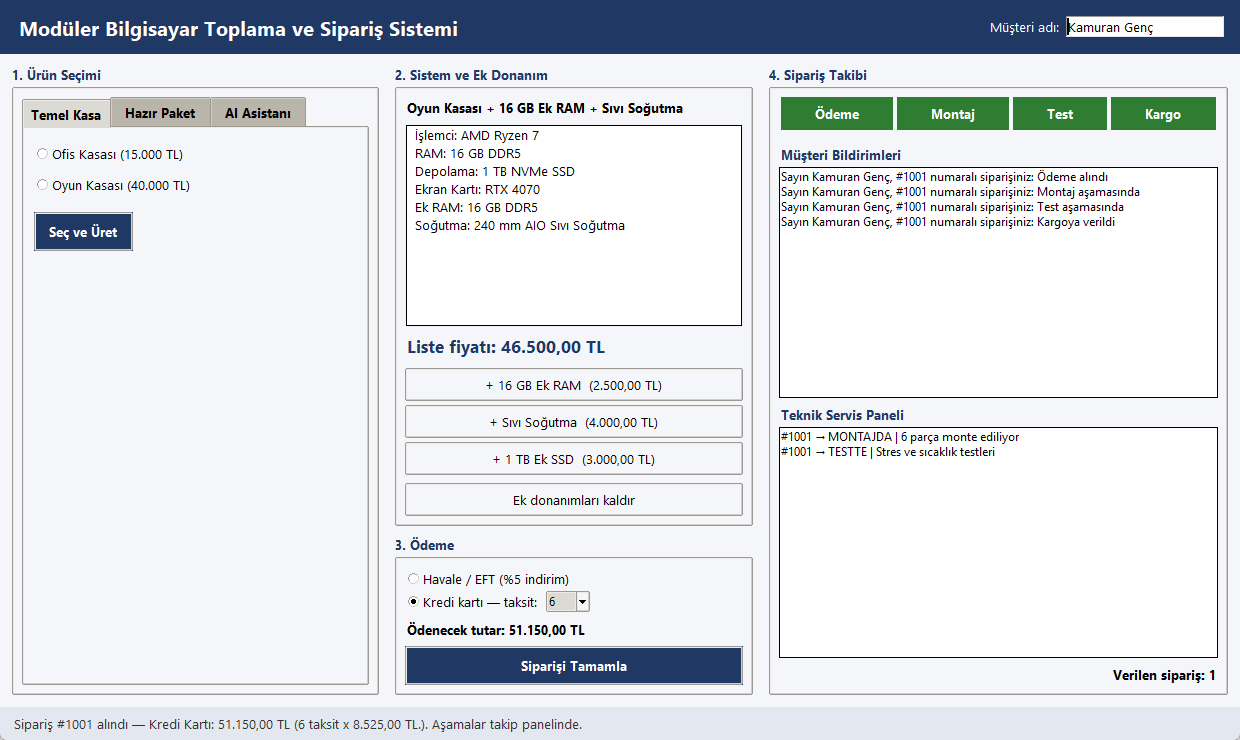 Modüler Bilgisayar Toplama ve Sipariş Sistemi
Müşteri adı: Kamuran Genç
1. Ürün Seçimi
Temel Kasa
Hazır Paket
AI Asistanı
Ofis Kasası (15.000 TL)
Oyun Kasası (40.000 TL)
Seç ve Üret
2. Sistem ve Ek Donanım
Oyun Kasası + 16 GB Ek RAM + Sıvı Soğutma
İşlemci: AMD Ryzen 7
RAM: 16 GB DDR5
Depolama: 1 TB NVMe SSD
Ekran Kartı: RTX 4070
Ek RAM: 16 GB DDR5
Soğutma: 240 mm AIO Sıvı Soğutma
Liste fiyatı: 46.500,00 TL
+ 16 GB Ek RAM (2.500,00 TL)
+ Sıvı Soğutma (4.000,00 TL)
+ 1 TB Ek SSD (3.000,00 TL)
Ek donanımları kaldır
3. Ödeme
Havale / EFT (%5 indirim)
Kredi kartı — taksit: 6
Ödenecek tutar: 51.150,00 TL
Siparişi Tamamla
4. Sipariş Takibi
Ödeme
Montaj
Test
Kargo
Müşteri Bildirimleri
Sayın Kamuran Genç, #1001 numaralı siparişiniz: Ödeme alındı
Sayın Kamuran Genç, #1001 numaralı siparişiniz: Montaj aşamasında
Sayın Kamuran Genç, #1001 numaralı siparişiniz: Test aşamasında
Sayın Kamuran Genç, #1001 numaralı siparişiniz: Kargoya verildi
Teknik Servis Paneli
#1001 → MONTAJDA | 6 parça monte ediliyor
#1001 → TESTTE | Stres ve sıcaklık testleri
Verilen sipariş: 1
Sipariş #1001 alındı — Kredi Kartı: 51.150,00 TL (6 taksit x 8.525,00 TL.). Aşamalar takip panelinde.